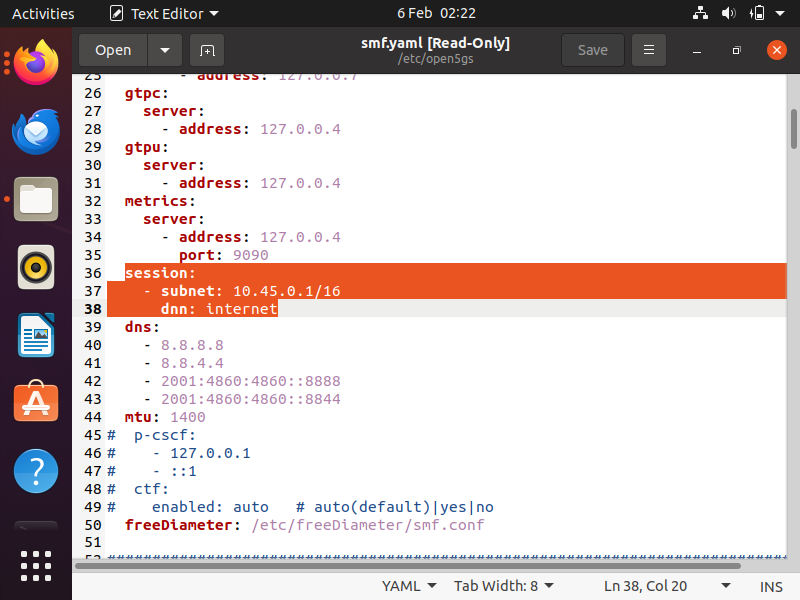 Activities Text Editor 6 Feb 02:22
Open smf.yaml [Read-Only] Save
/etc/open5gs
25 - address: 127.0.0.7
26 gtpc:
27 server:
28 - address: 127.0.0.4
29 gtpu:
30 server:
31 - address: 127.0.0.4
32 metrics:
33 server:
34 - address: 127.0.0.4
35 port: 9090
36 session:
37 - subnet: 10.45.0.1/16
38 dnn: internet
39 dns:
40 - 8.8.8.8
41 - 8.8.4.4
42 - 2001:4860:4860::8888
43 - 2001:4860:4860::8844
44 mtu: 1400
45 # p-cscf:
46 # - 127.0.0.1
47 # - ::1
48 # ctf:
49 # enabled: auto # auto(default)|yes|no
50 freeDiameter: /etc/freeDiameter/smf.conf
51
YAML Tab Width: 8 Ln 38, Col 20 INS